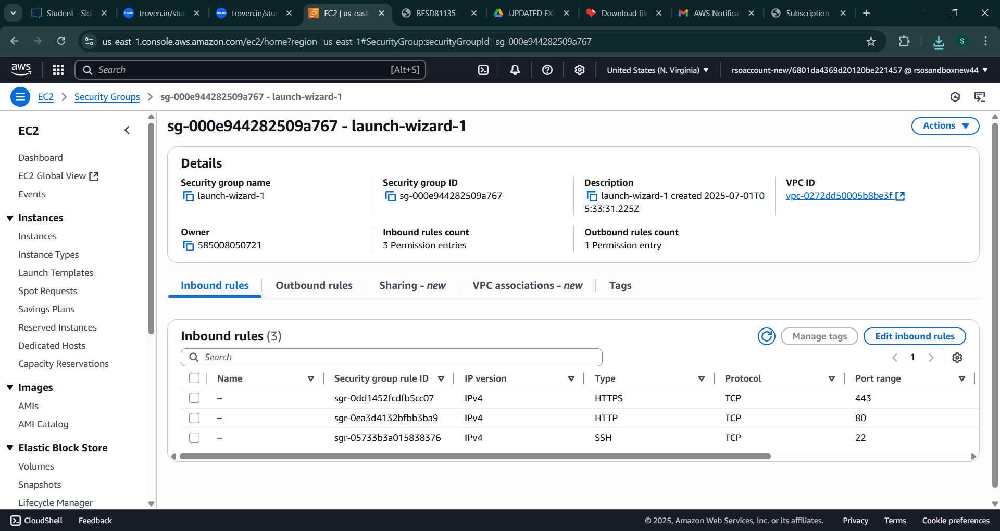 Student - Skil
troven.in/stud
troven.in/stud
EC2 | us-east-
BFSD81135
UPDATED EXP
Download file
AWS Notificat
Subscription
us-east-1.console.aws.amazon.com/ec2/home?region=us-east-1#SecurityGroup:securityGroupId=sg-000e944282509a767
S
aws
Search
[Alt+S]
United States (N. Virginia)
rsoaccount-new/6801da4369d20120be221457 @ rsosandboxnew44
EC2
Security Groups
sg-000e944282509a767 - launch-wizard-1
EC2
Dashboard
EC2 Global View
Events
Instances
Instances
Instance Types
Launch Templates
Spot Requests
Savings Plans
Reserved Instances
Dedicated Hosts
Capacity Reservations
Images
AMIs
AMI Catalog
Elastic Block Store
Volumes
Snapshots
Lifecycle Manager
sg-000e944282509a767 - launch-wizard-1
Actions
Details
Security group name
launch-wizard-1
Security group ID
sg-000e944282509a767
Description
launch-wizard-1 created 2025-07-01T0
5:33:31.225Z
VPC ID
vpc-0272dd50005b8be3f
Owner
585008050721
Inbound rules count
3 Permission entries
Outbound rules count
1 Permission entry
Inbound rules
Outbound rules
Sharing - new
VPC associations - new
Tags
Inbound rules (3)
Manage tags
Edit inbound rules
Search
1
Name Security group rule ID IP version Type Protocol Port range
– sgr-0dd1452fcdfb5cc07 IPv4 HTTPS TCP 443
– sgr-0ea3d4132bfbb3ba9 IPv4 HTTP TCP 80
– sgr-05733b3a015838376 IPv4 SSH TCP 22
CloudShell
Feedback
© 2025, Amazon Web Services, Inc. or its affiliates.
Privacy
Terms
Cookie preferences